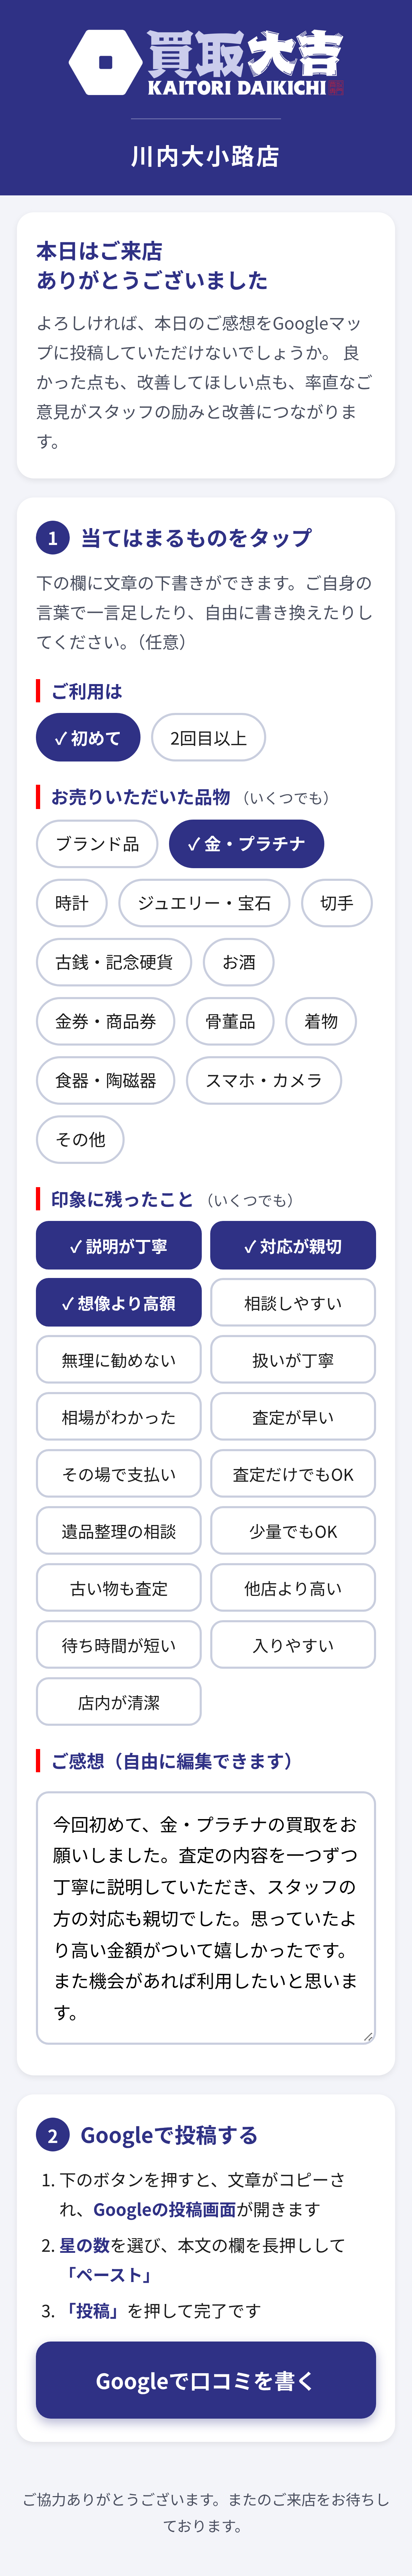 買取大吉
KAITORI DAIKICHI
川内大小路店
本日はご来店
ありがとうございました
よろしければ、本日のご感想をGoogleマッ
プに投稿していただけないでしょうか。 良
かった点も、改善してほしい点も、率直なご
意見がスタッフの励みと改善につながりま
す。
1 当てはまるものをタップ
下の欄に文章の下書きができます。ご自身の
言葉で一言足したり、自由に書き換えたりし
てください。（任意）
ご利用は
✓ 初めて 2回目以上
お売りいただいた品物 （いくつでも）
ブランド品 ✓ 金・プラチナ
時計 ジュエリー・宝石 切手
古銭・記念硬貨 お酒
金券・商品券 骨董品 着物
食器・陶磁器 スマホ・カメラ
その他
印象に残ったこと （いくつでも）
✓ 説明が丁寧 ✓ 対応が親切
✓ 想像より高額 相談しやすい
無理に勧めない 扱いが丁寧
相場がわかった 査定が早い
その場で支払い 査定だけでもOK
遺品整理の相談 少量でもOK
古い物も査定 他店より高い
待ち時間が短い 入りやすい
店内が清潔
ご感想（自由に編集できます）
今回初めて、金・プラチナの買取をお
願いしました。査定の内容を一つずつ
丁寧に説明していただき、スタッフの
方の対応も親切でした。思っていたよ
り高い金額がついて嬉しかったです。
また機会があれば利用したいと思いま
す。
2 Googleで投稿する
1. 下のボタンを押すと、文章がコピーさ
れ、Googleの投稿画面が開きます
2. 星の数を選び、本文の欄を長押しして
「ペースト」
3. 「投稿」を押して完了です
Googleで口コミを書く
ご協力ありがとうございます。またのご来店をお待ちし
ております。